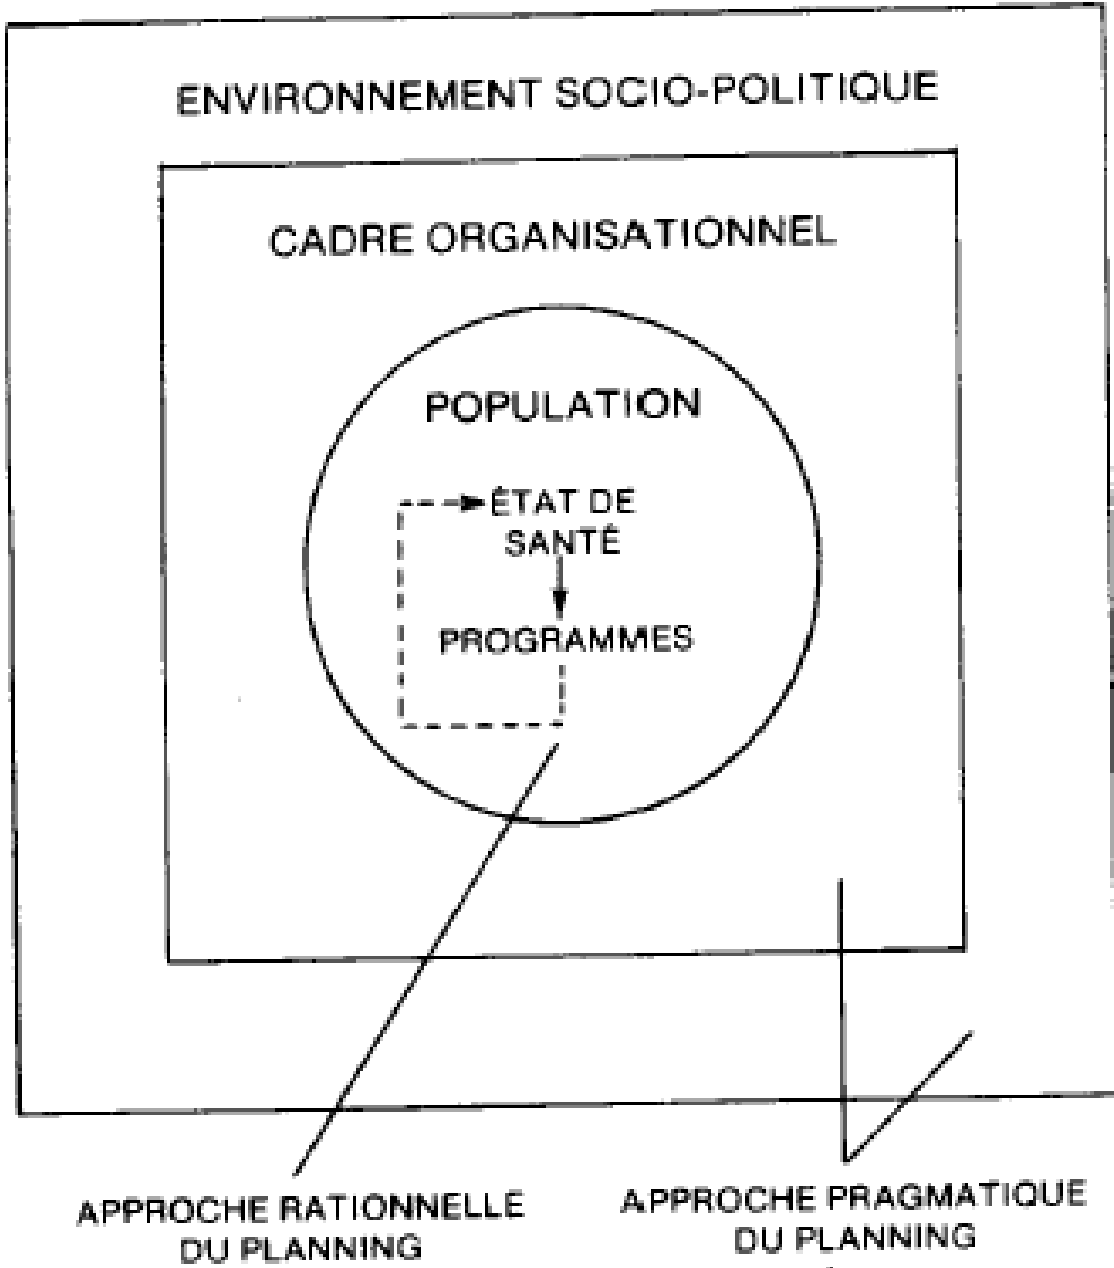 ENVIRONNEMENT SOCIO-POLITIQUE
CADRE ORGANISATIONNEL
POPULATION
ÉTAT DE
SANTÉ
PROGRAMMES
APPROCHE RATIONNELLE
DU PLANNING
APPROCHE PRAGMATIQUE
DU PLANNING